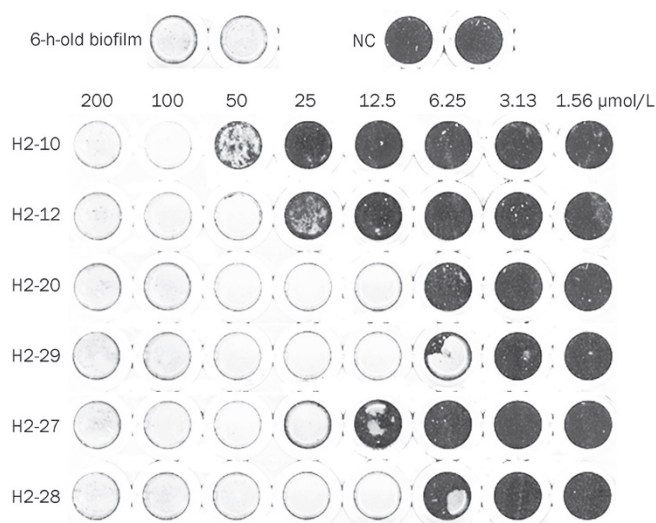 6-h-old biofilm NC
200 100 50 25 12.5 6.25 3.13 1.56 μmol/L
H2-10
H2-12
H2-20
H2-29
H2-27
H2-28